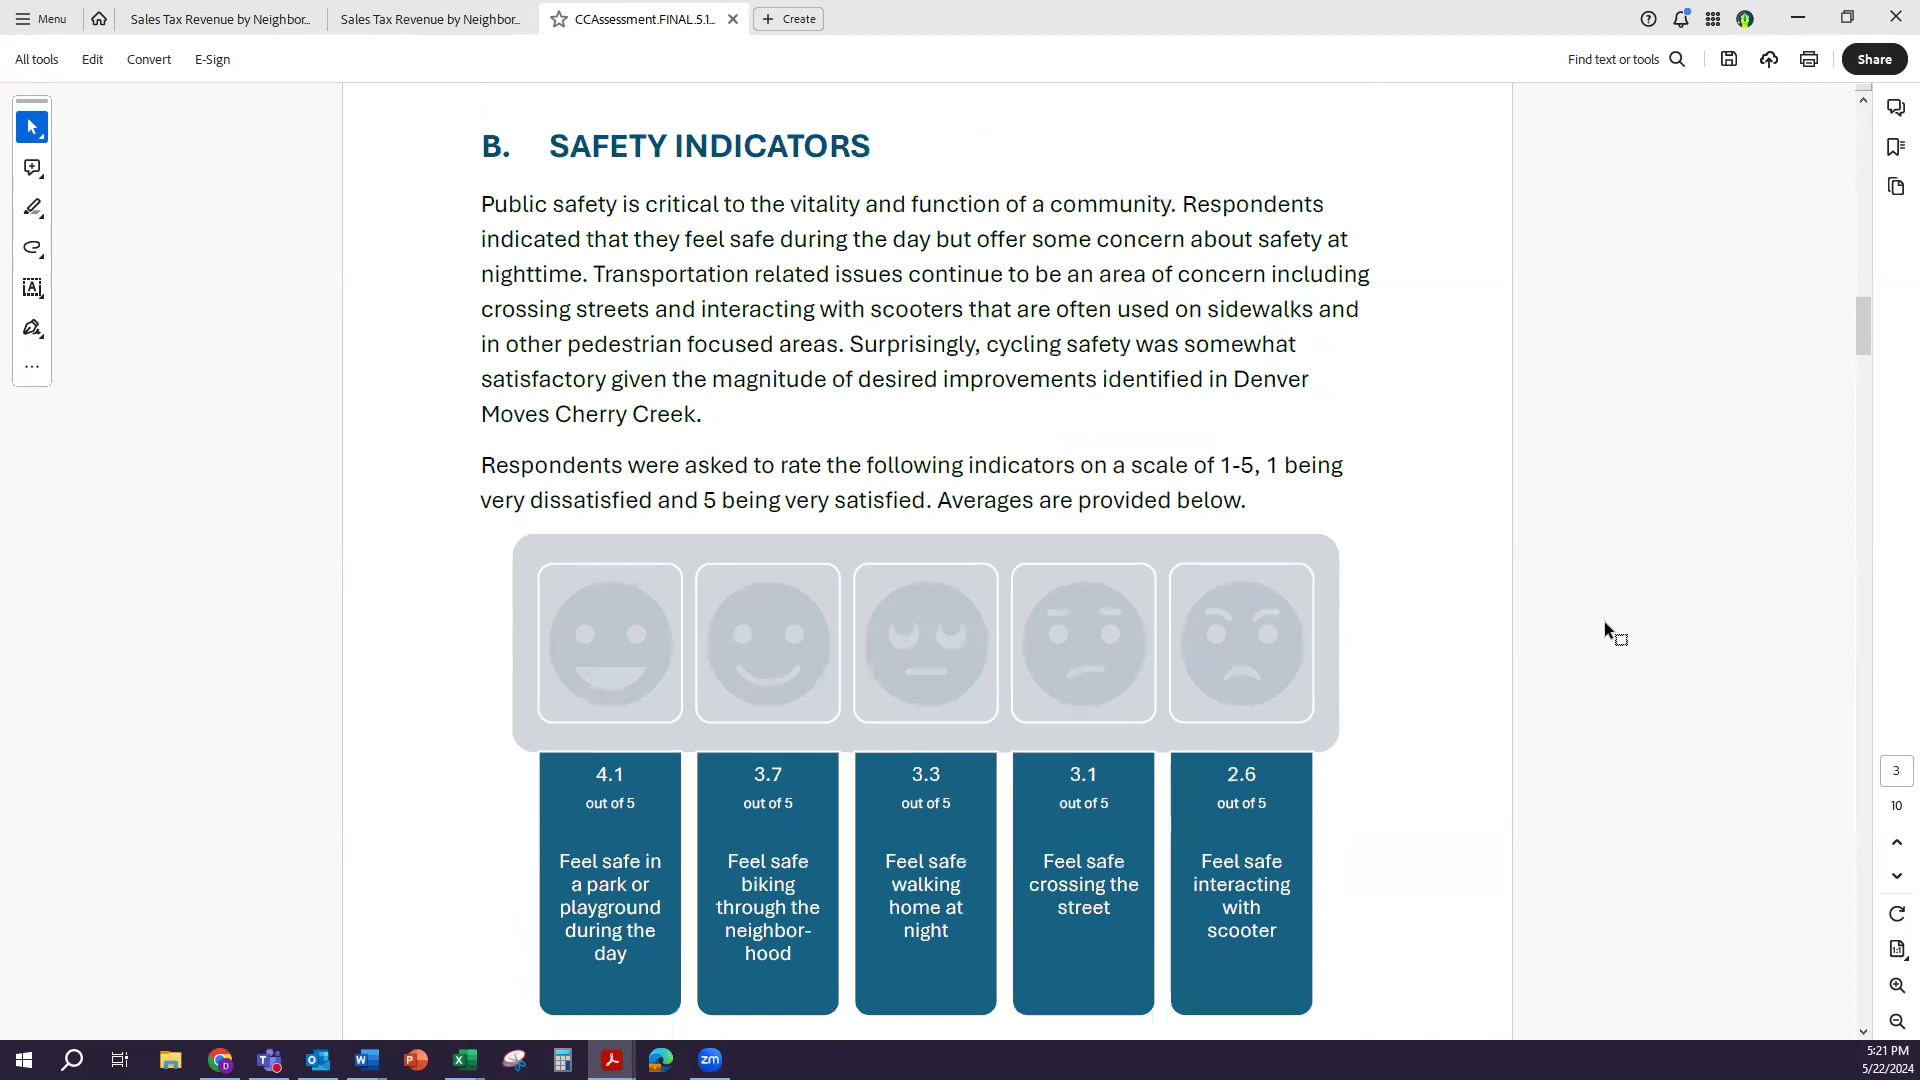 Menu
Sales Tax Revenue by Neighbor...
Sales Tax Revenue by Neighbor...
CCAssessment.FINAL.5.1...
Create
All tools
Edit
Convert
E-Sign
Find text or tools
Share
B. SAFETY INDICATORS
Public safety is critical to the vitality and function of a community. Respondents
indicated that they feel safe during the day but offer some concern about safety at
nighttime. Transportation related issues continue to be an area of concern including
crossing streets and interacting with scooters that are often used on sidewalks and
in other pedestrian focused areas. Surprisingly, cycling safety was somewhat
satisfactory given the magnitude of desired improvements identified in Denver
Moves Cherry Creek.
Respondents were asked to rate the following indicators on a scale of 1-5, 1 being
very dissatisfied and 5 being very satisfied. Averages are provided below.
4.1
out of 5
Feel safe in
a park or
playground
during the
day
3.7
out of 5
Feel safe
biking
through the
neighbor-
hood
3.3
out of 5
Feel safe
walking
home at
night
3.1
out of 5
Feel safe
crossing the
street
2.6
out of 5
Feel safe
interacting
with
scooter
3
10
1:1
zm
5:21 PM
5/22/2024